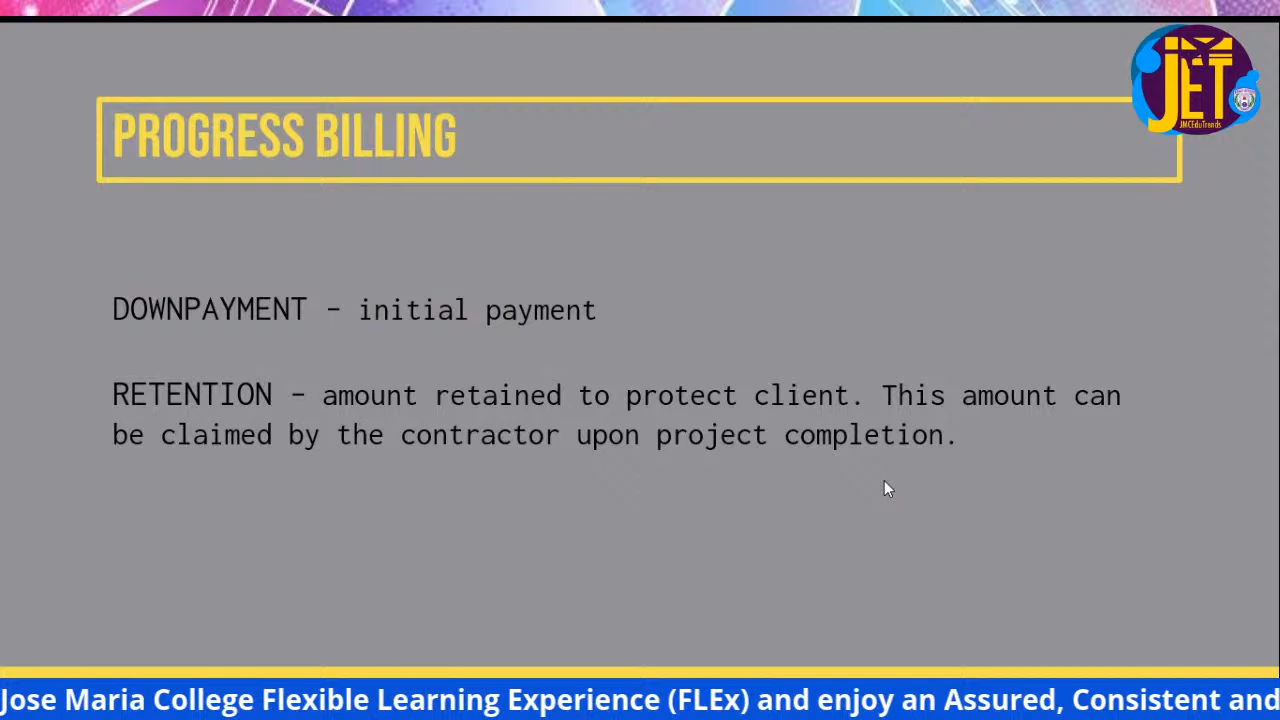 JET
JMCEduTrends
PROGRESS BILLING
DOWNPAYMENT – initial payment
RETENTION – amount retained to protect client. This amount can
be claimed by the contractor upon project completion.
Jose Maria College Flexible Learning Experience (FLEx) and enjoy an Assured, Consistent and